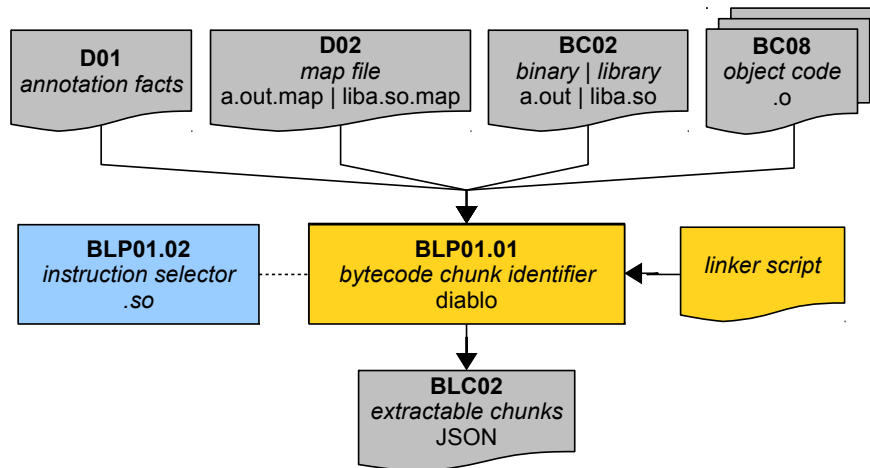 D01
annotation facts
D02
map file
a.out.map | liba.so.map
BC02
binary | library
a.out | liba.so
BC08
object code
.o
BLP01.02
instruction selector
.so
BLP01.01
bytecode chunk identifier
diablo
linker script
BLC02
extractable chunks
JSON